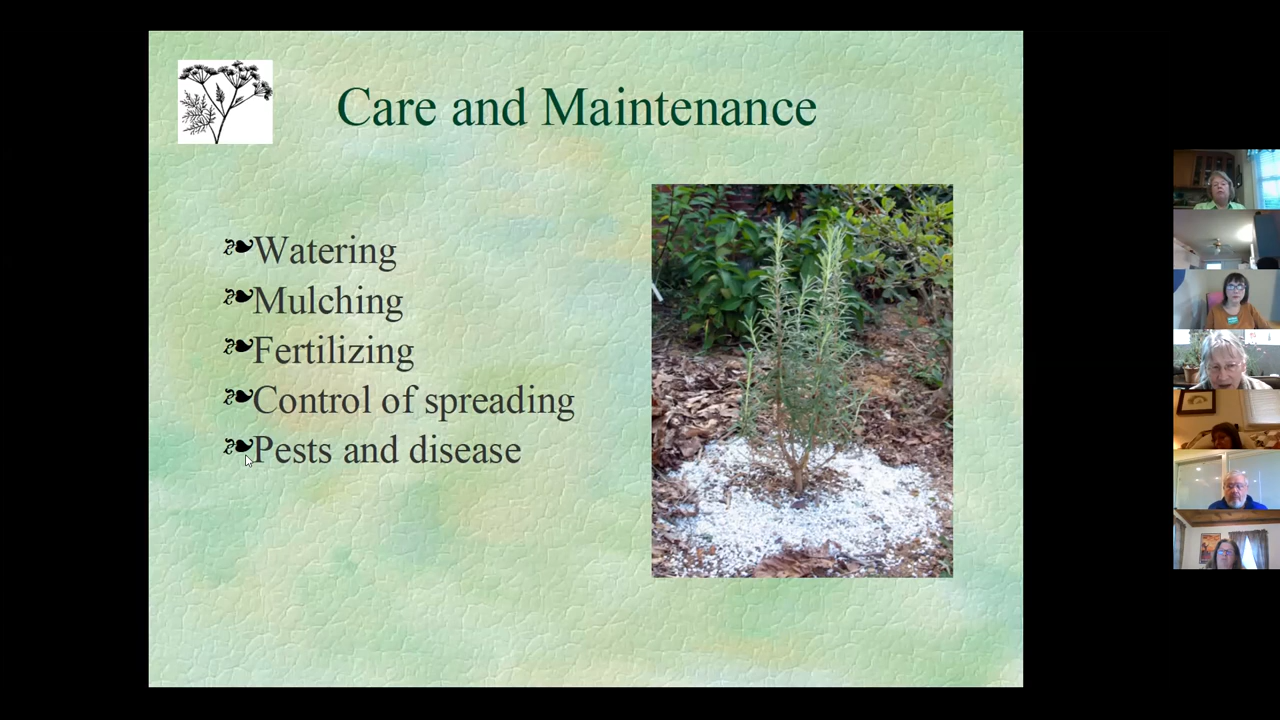 Care and Maintenance
Watering
Mulching
Fertilizing
Control of spreading
Pests and disease